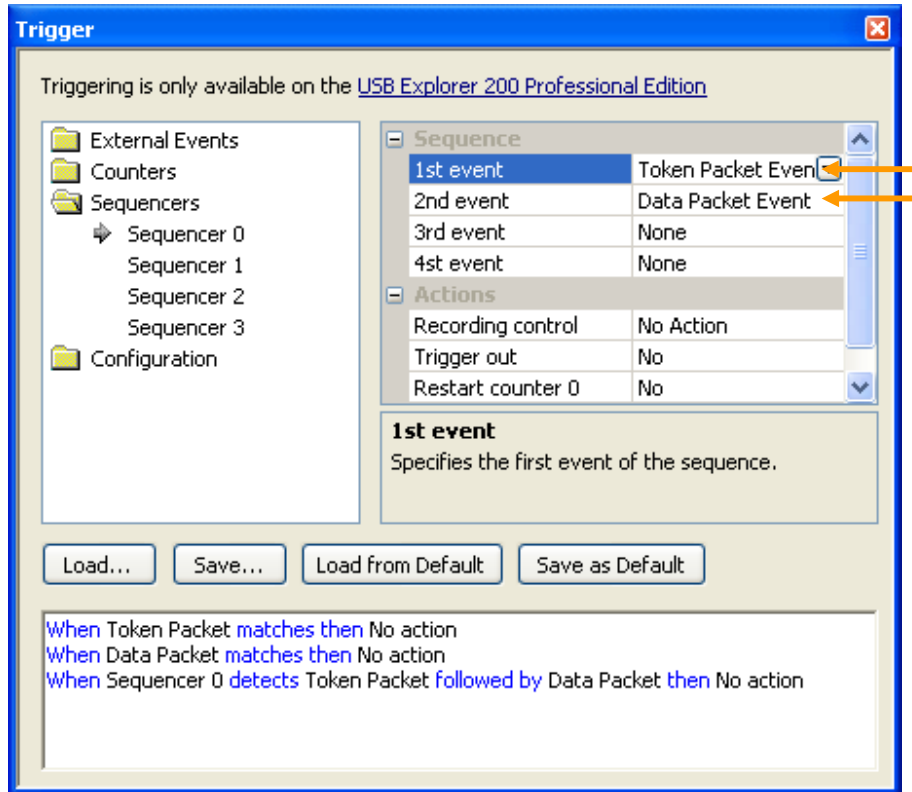 Trigger
Triggering is only available on the USB Explorer 200 Professional Edition
External Events
Counters
Sequencers
Sequencer 0
Sequencer 1
Sequencer 2
Sequencer 3
Configuration
Sequence
1st event Token Packet Even
2nd event Data Packet Event
3rd event None
4st event None
Actions
Recording control No Action
Trigger out No
Restart counter 0 No
1st event
Specifies the first event of the sequence.
Load... Save... Load from Default Save as Default
When Token Packet matches then No action
When Data Packet matches then No action
When Sequencer 0 detects Token Packet followed by Data Packet then No action